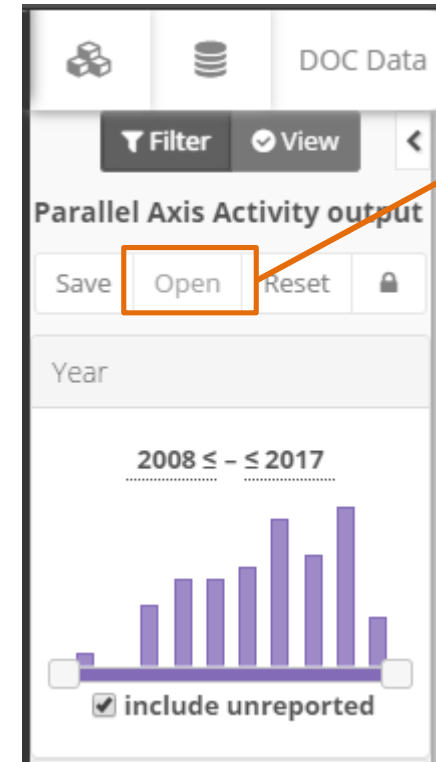 DOC Data
Filter View
Parallel Axis Activity output
Save Open Reset
Year
2008 ≤ – ≤ 2017
include unreported